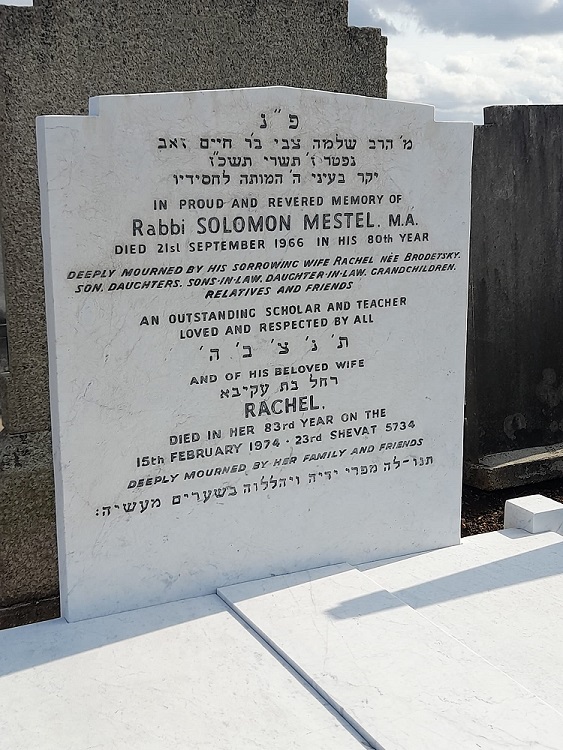 פ״נ
מ׳ הרב שלמה צבי ב״ר חיים זאב
נפטר ז׳ תשרי תשכ״ז
יקר בעיני ה׳ המותה לחסידיו
IN PROUD AND REVERED MEMORY OF
Rabbi SOLOMON MESTEL. M.A.
DIED 21st SEPTEMBER 1966 IN HIS 80th YEAR
DEEPLY MOURNED BY HIS SORROWING WIFE RACHEL NÈE BRODETSKY.
SON, DAUGHTERS, SONS-IN-LAW, DAUGHTER-IN-LAW, GRANDCHILDREN,
RELATIVES AND FRIENDS
AN OUTSTANDING SCHOLAR AND TEACHER
LOVED AND RESPECTED BY ALL
ת׳ נ׳ צ׳ ב׳ ה׳
AND OF HIS BELOVED WIFE
רחל בת עקיבא
RACHEL.
DIED IN HER 83rd YEAR ON THE
15th FEBRUARY 1974 - 23rd SHEVAT 5734
DEEPLY MOURNED BY HER FAMILY AND FRIENDS
תנו-לה מפרי ידיה ויהללוה בשערים מעשיה: